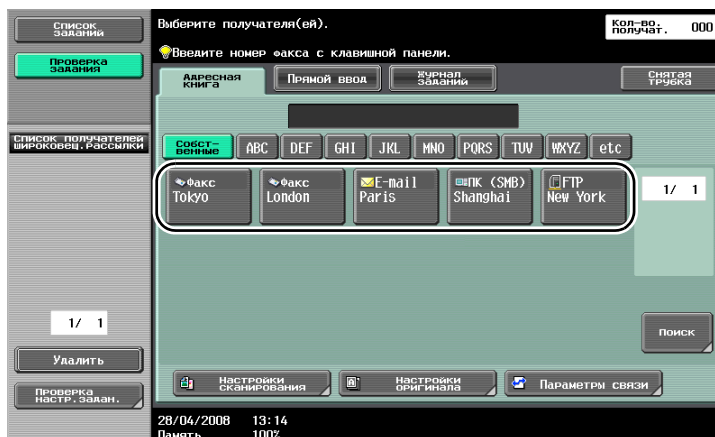 Список
заданий
Проверка
задания
Список получателей
широковещ.рассылки
1/ 1
Удалить
Проверка
настр.задан.
Выберите получателя(ей).
Кол-во.
получат. 000
Введите номер факса с клавишной панели.
Адресная
книга
Прямой ввод
Журнал
заданий
Снятая
трубка
Собст-
венные
ABC
DEF
GHI
JKL
MNO
PQRS
TUV
WXYZ
etc
Факс
Tokyo
Факс
London
E-mail
Paris
ПК (SMB)
Shanghai
FTP
New York
1/ 1
Поиск
Настройки
сканирования
Настройки
оригинала
Параметры связи
28/04/2008 13:14
Память 100%